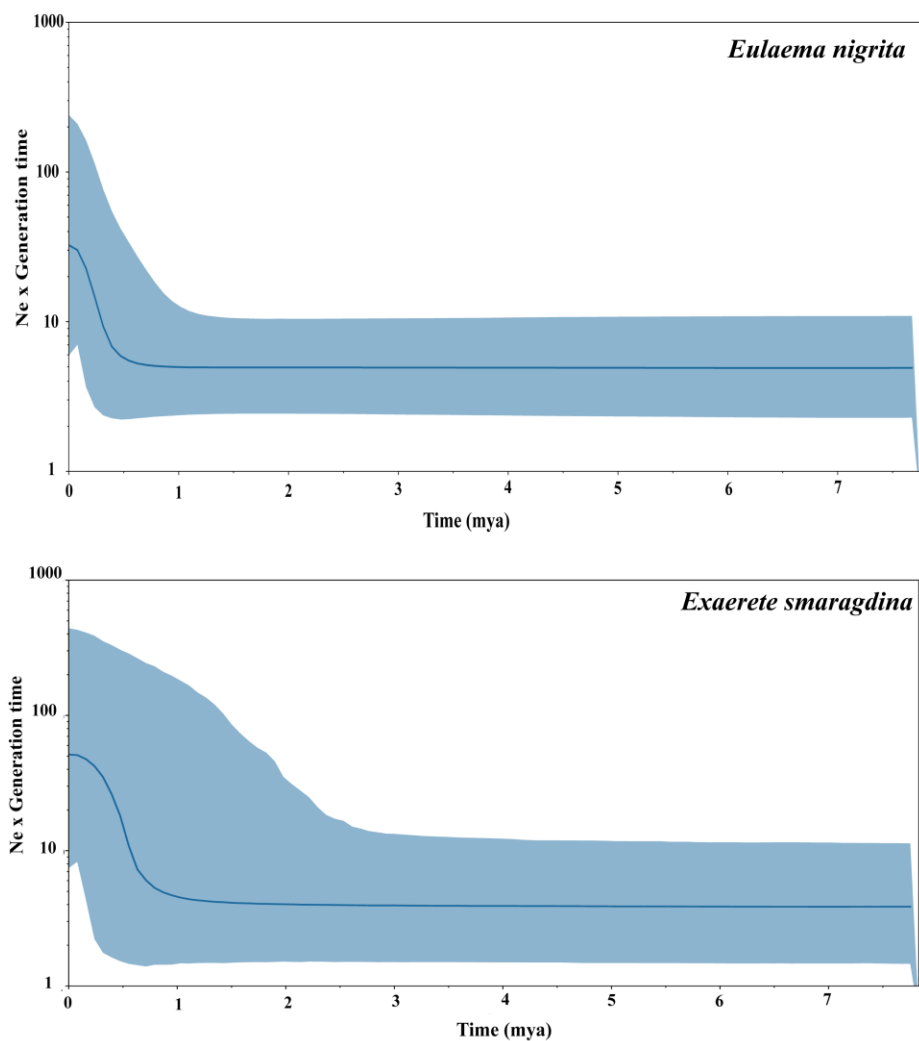 Eulaema nigrita
Ne x Generation time
1000
100
10
1
0 1 2 3 4 5 6 7
Time (mya)
Exaerete smaragdina
Ne x Generation time
1000
100
10
1
0 1 2 3 4 5 6 7
Time (mya)